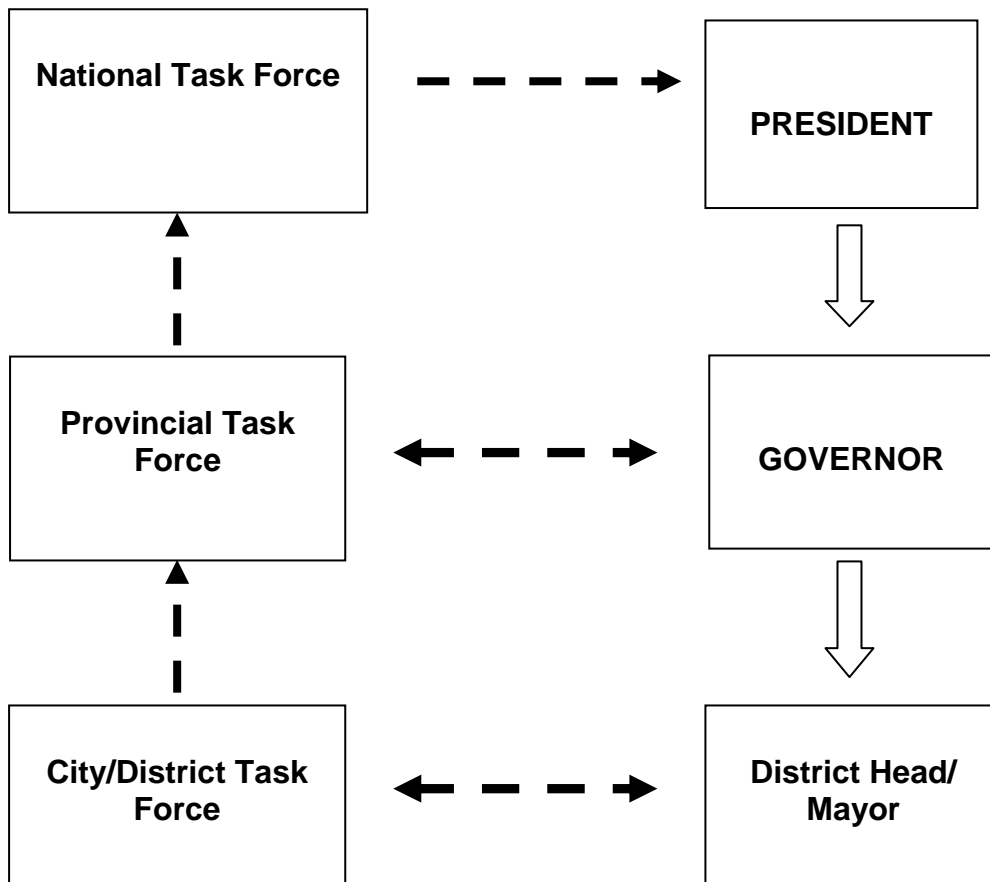 National Task Force
PRESIDENT
Provincial Task
Force
GOVERNOR
City/District Task
Force
District Head/
Mayor